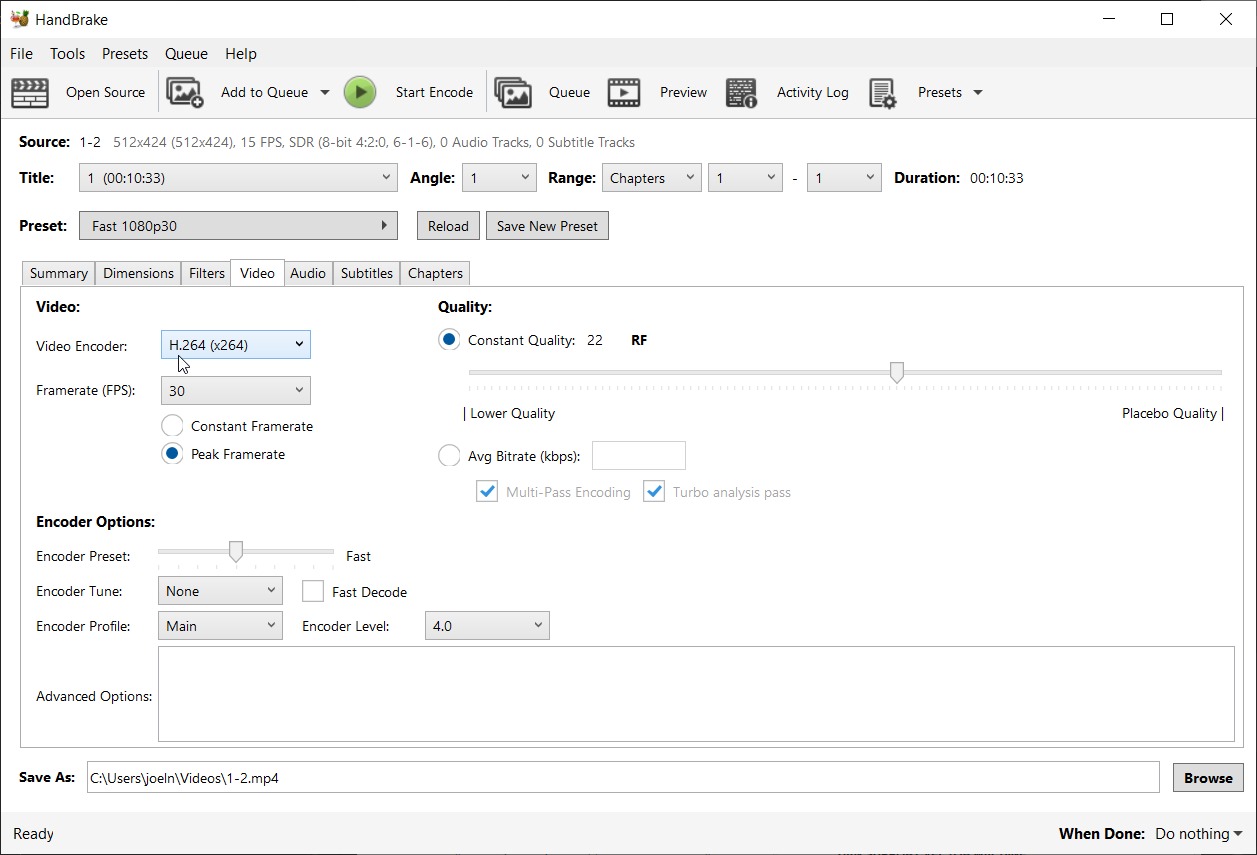 HandBrake
File Tools Presets Queue Help
Open Source Add to Queue Start Encode Queue Preview Activity Log Presets
Source: 1-2 512x424 (512x424), 15 FPS, SDR (8-bit 4:2:0, 6-1-6), 0 Audio Tracks, 0 Subtitle Tracks
Title: 1 (00:10:33) Angle: 1 Range: Chapters 1 - 1 Duration: 00:10:33
Preset: Fast 1080p30 Reload Save New Preset
Summary Dimensions Filters Video Audio Subtitles Chapters
Video: Quality:
Video Encoder: H.264 (x264) Constant Quality: 22 RF
Framerate (FPS): 30
| Lower Quality Placebo Quality |
Constant Framerate
Peak Framerate Avg Bitrate (kbps):
Multi-Pass Encoding Turbo analysis pass
Encoder Options:
Encoder Preset: Fast
Encoder Tune: None Fast Decode
Encoder Profile: Main Encoder Level: 4.0
Advanced Options:
Save As: C:\Users\joeln\Videos\1-2.mp4 Browse
Ready When Done: Do nothing